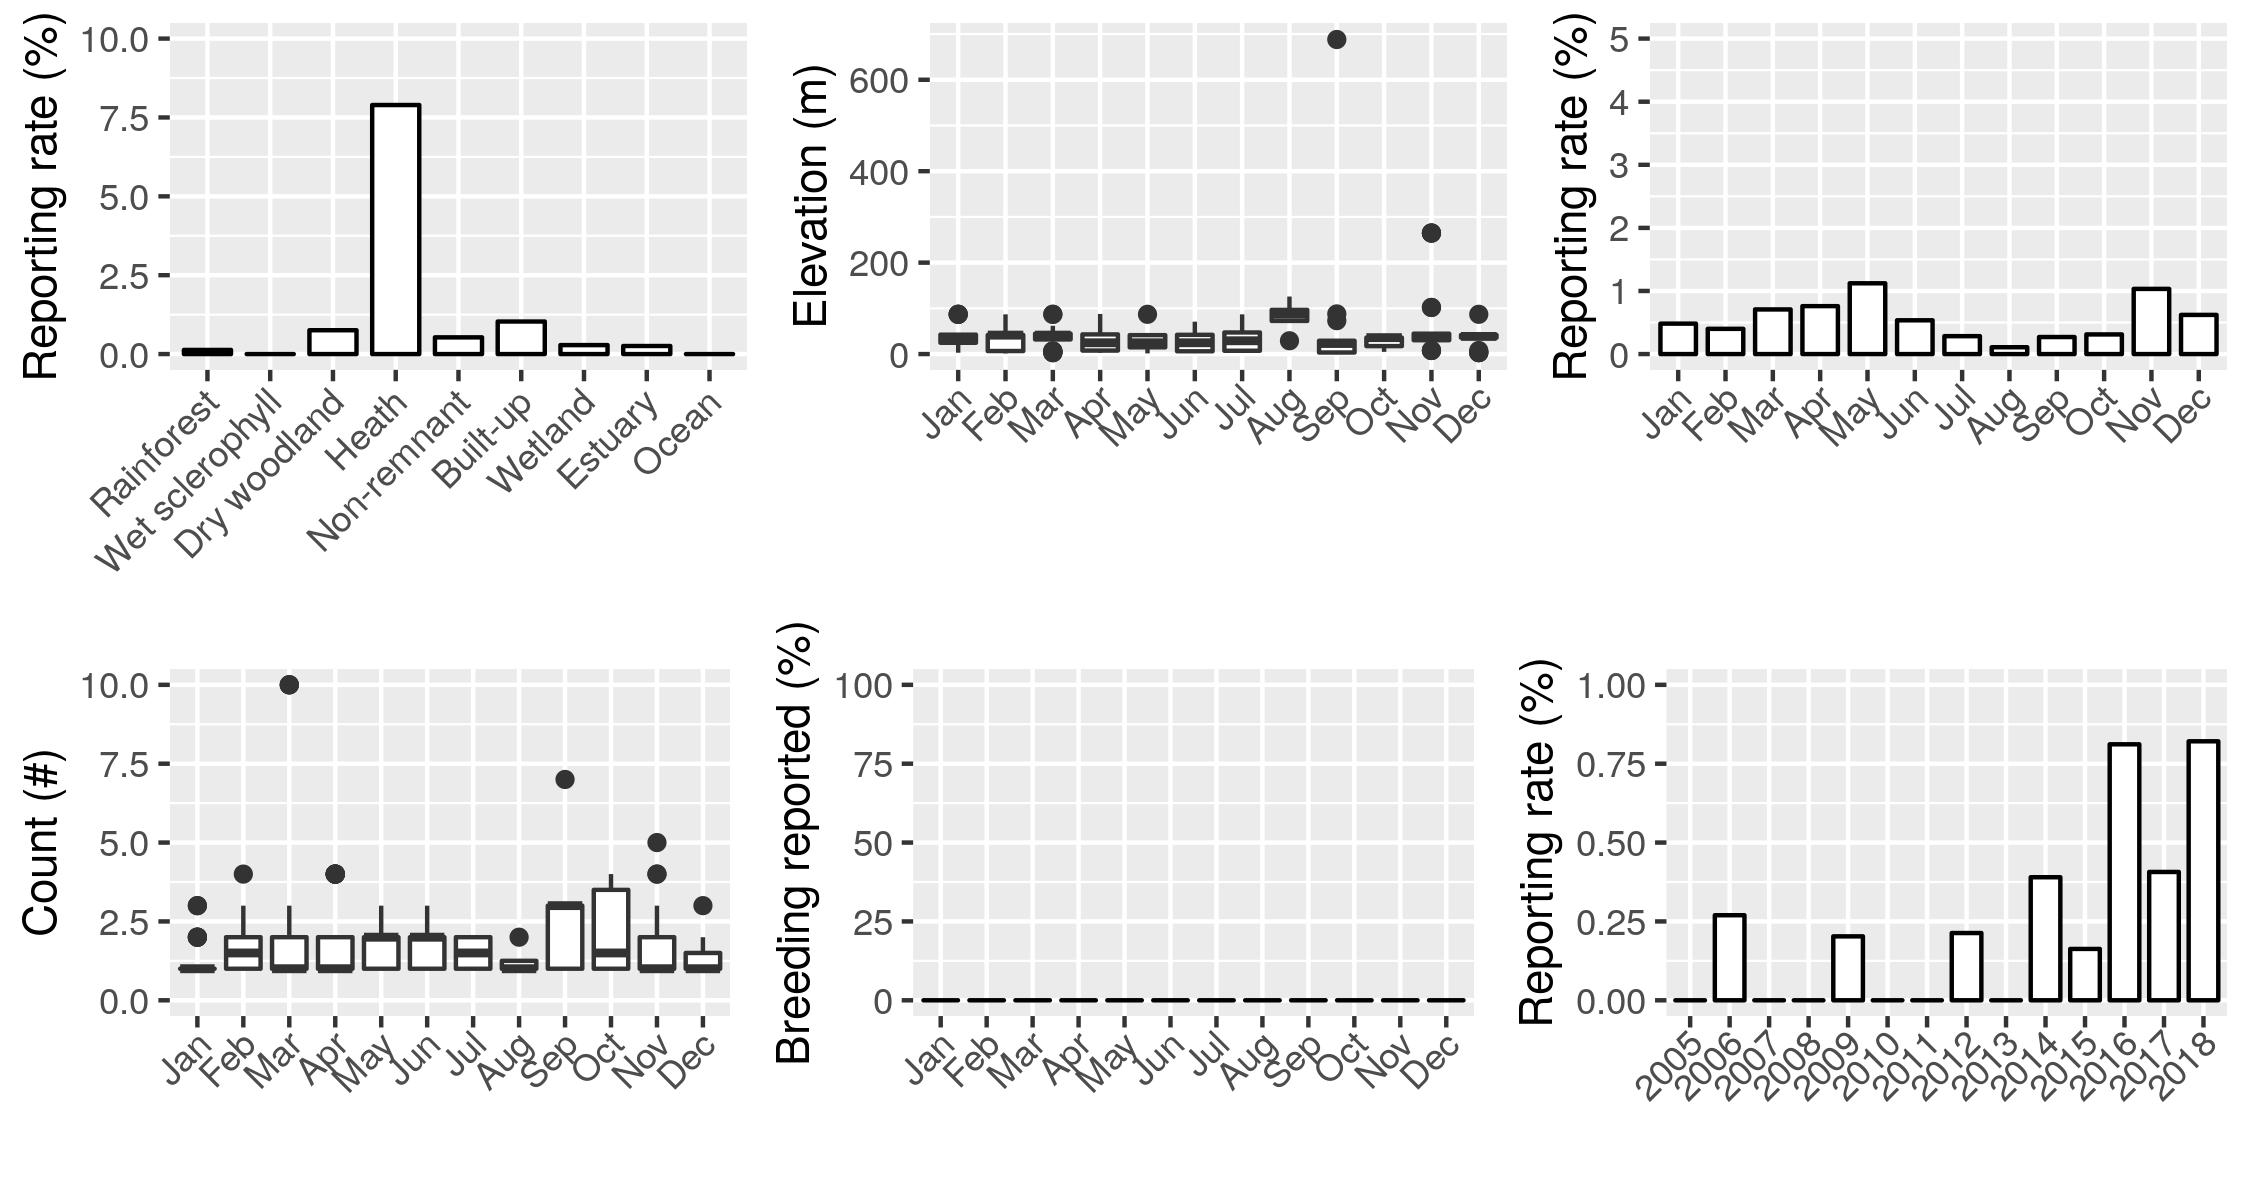 Reporting rate (%)
10.0
7.5
5.0
2.5
0.0
Rainforest
Wet sclerophyll
Dry woodland
Heath
Non-remnant
Built-up
Wetland
Estuary
Ocean
Elevation (m)
600
400
200
0
Jan
Feb
Mar
Apr
May
Jun
Jul
Aug
Sep
Oct
Nov
Dec
Reporting rate (%)
5
4
3
2
1
0
Jan
Feb
Mar
Apr
May
Jun
Jul
Aug
Sep
Oct
Nov
Dec
Count (#)
10.0
7.5
5.0
2.5
0.0
Jan
Feb
Mar
Apr
May
Jun
Jul
Aug
Sep
Oct
Nov
Dec
Breeding reported (%)
100
75
50
25
0
Jan
Feb
Mar
Apr
May
Jun
Jul
Aug
Sep
Oct
Nov
Dec
Reporting rate (%)
1.00
0.75
0.50
0.25
0.00
2005
2006
2007
2008
2009
2010
2011
2012
2013
2014
2015
2016
2017
2018